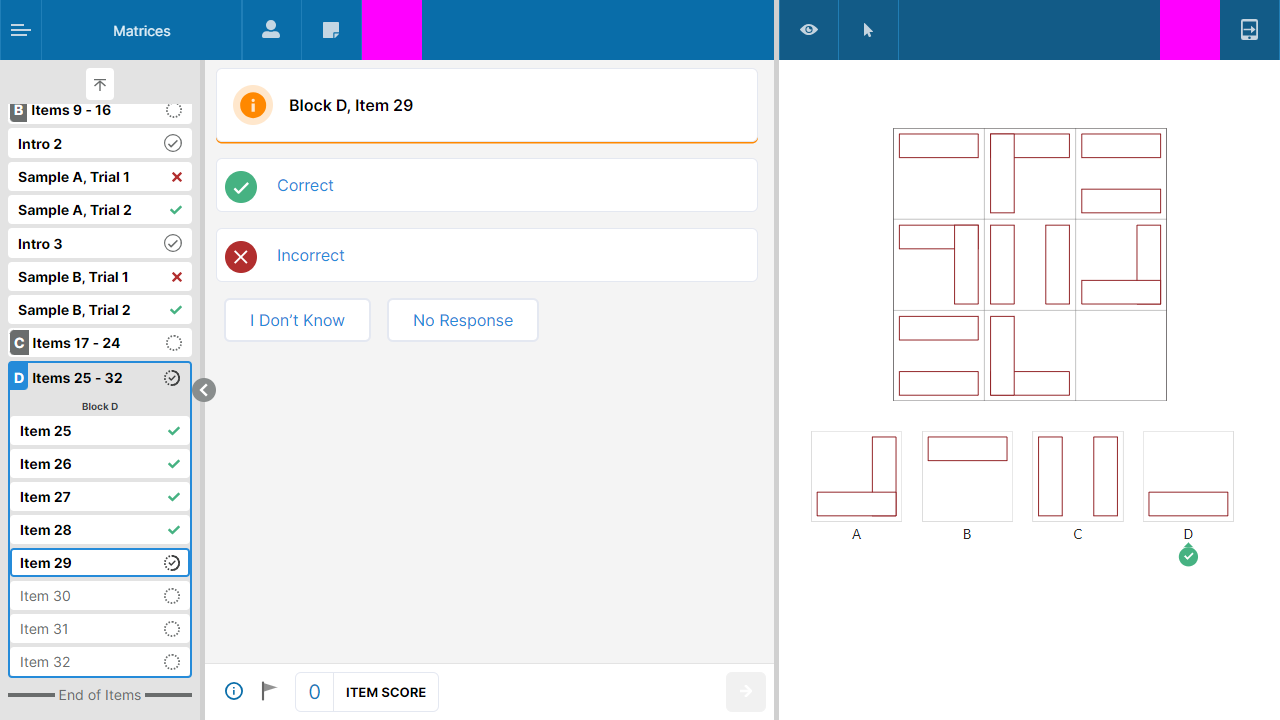 Matrices
B Items 9 - 16
Intro 2
Sample A, Trial 1
Sample A, Trial 2
Intro 3
Sample B, Trial 1
Sample B, Trial 2
C Items 17 - 24
D Items 25 - 32
Block D
Item 25
Item 26
Item 27
Item 28
Item 29
Item 30
Item 31
Item 32
End of Items
Block D, Item 29
Correct
Incorrect
I Don’t Know No Response
0 ITEM SCORE
A B C D